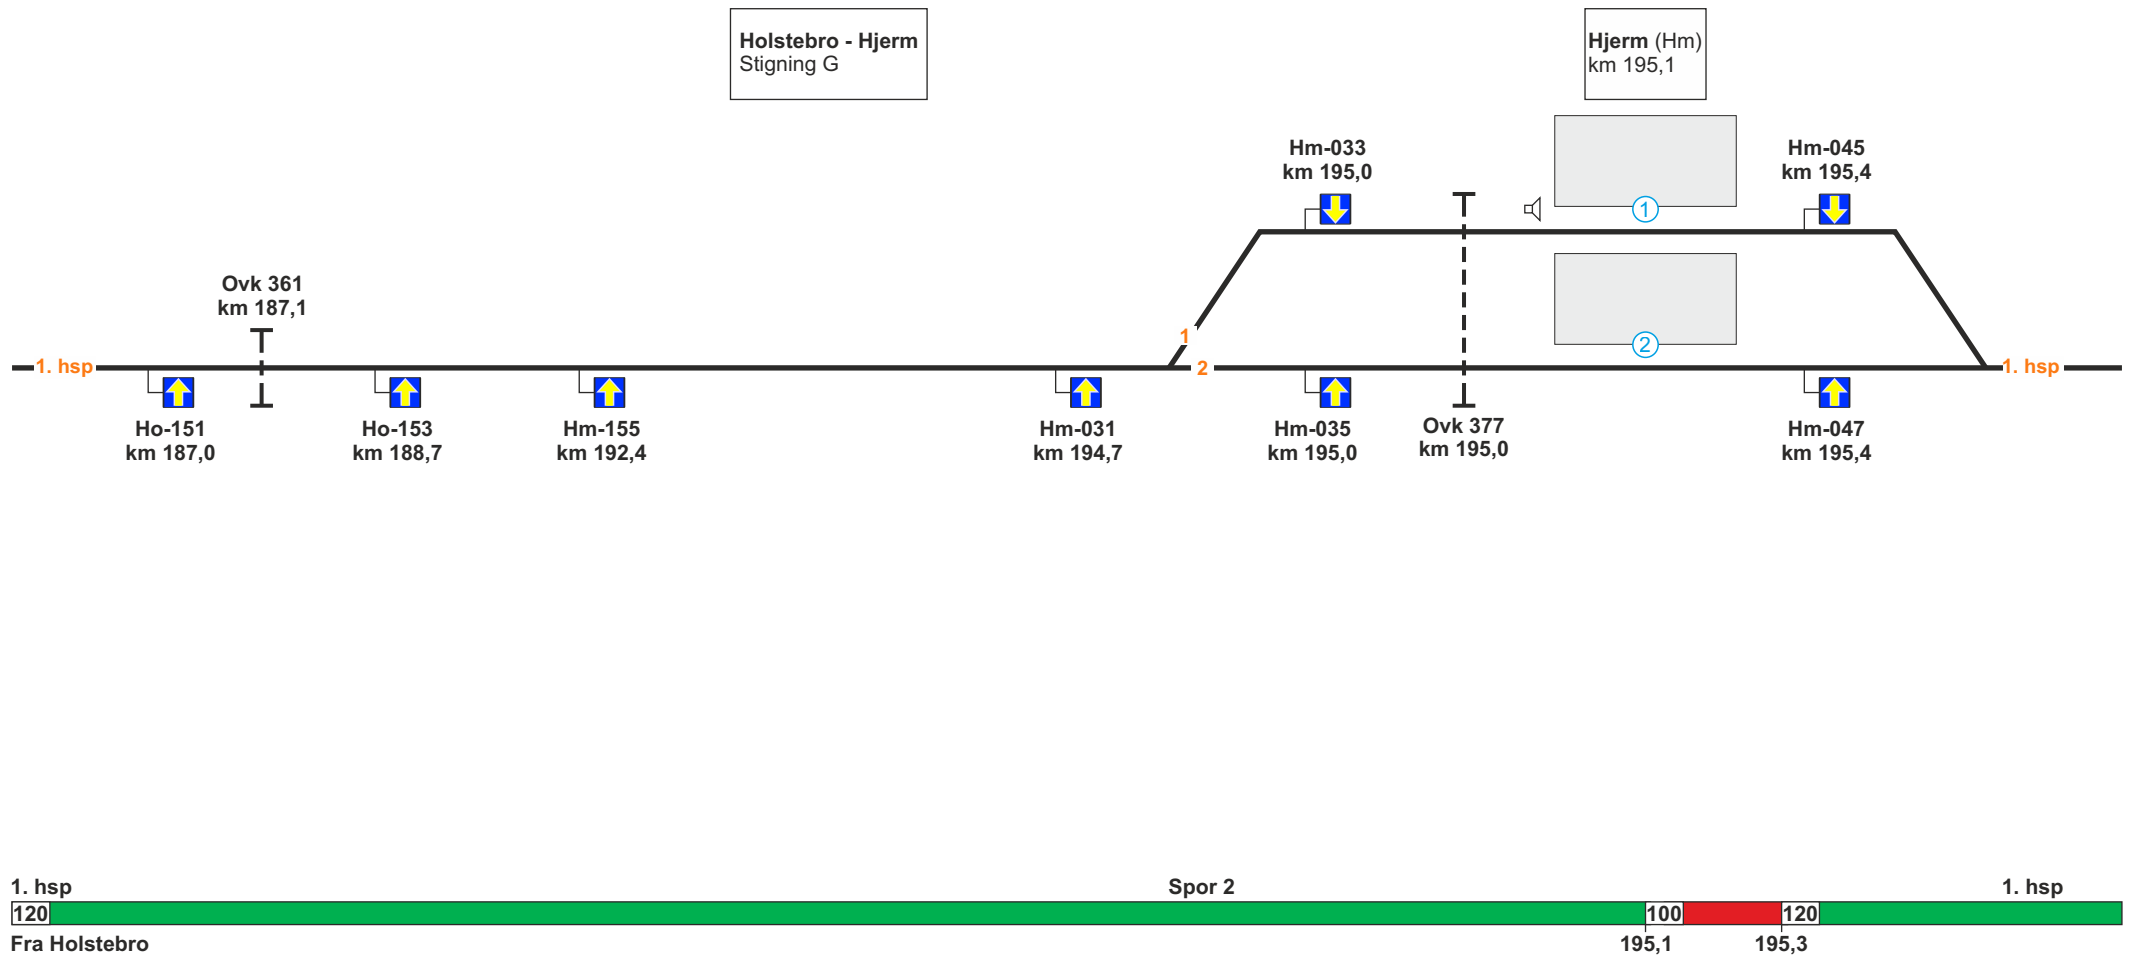 Holstebro - Hjerm
Stigning G
Hjerm (Hm)
km 195,1
Hm-033
km 195,0
Hm-045
km 195,4
1
Ovk 361
km 187,1
1
2
1. hsp
2
1. hsp
Ho-151
km 187,0
Ho-153
km 188,7
Hm-155
km 192,4
Hm-031
km 194,7
Hm-035
km 195,0
Ovk 377
km 195,0
Hm-047
km 195,4
1. hsp
Spor 2
1. hsp
120
100
120
Fra Holstebro
195,1
195,3